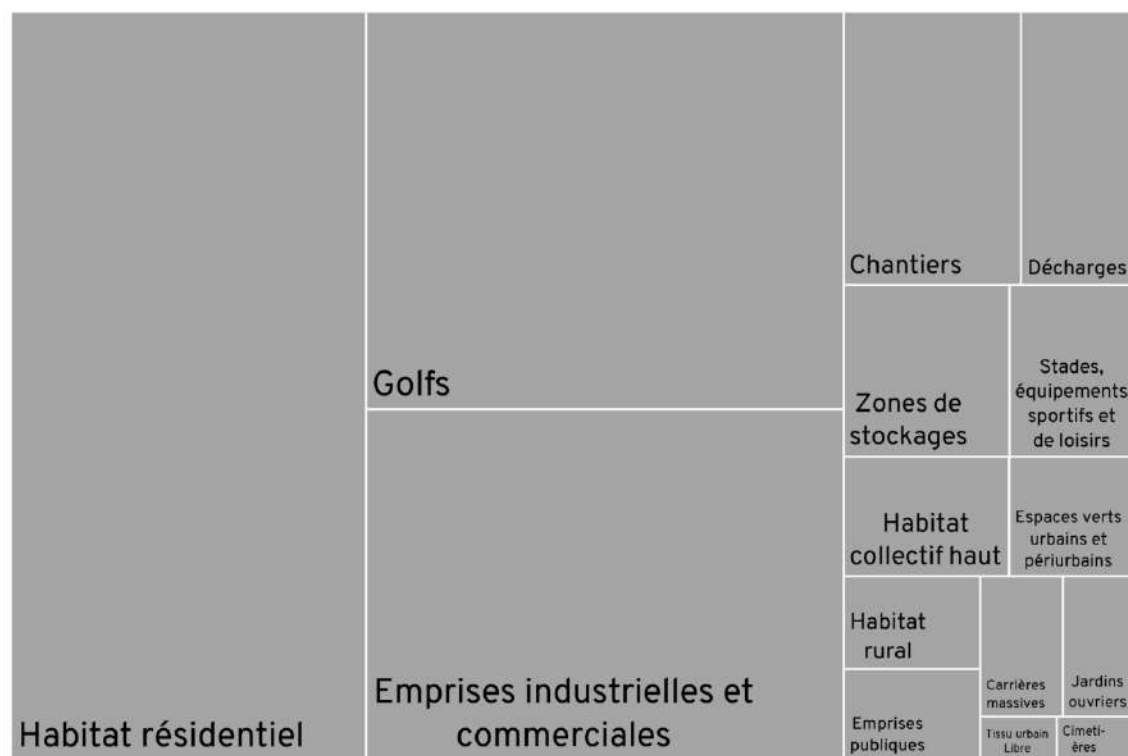 Habitat résidentiel
Golfs
Emprises industrielles et
commerciales
Chantiers
Décharges
Zones de
stockages
Stades,
équipements
sportifs et
de loisirs
Habitat
collectif haut
Espaces verts
urbains et
périurbains
Habitat
rural
Emprises
publiques
Carrières
massives
Jardins
ouvriers
Tissu urbain
Libre
Cimeti-
ères